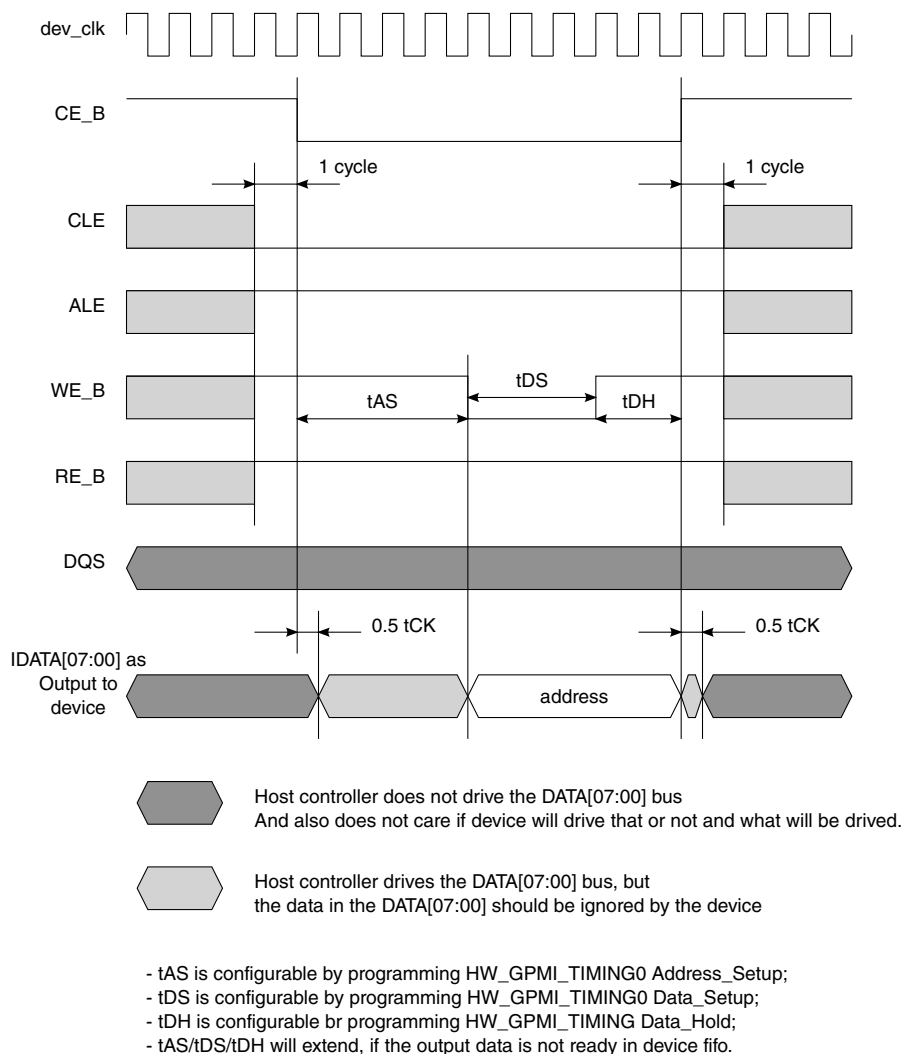 dev_clk
CE_B
1 cycle
1 cycle
CLE
ALE
WE_B
tDS
tAS
tDH
RE_B
DQS
0.5 tCK
0.5 tCK
IDATA[07:00] as
Output to
device
address
Host controller does not drive the DATA[07:00] bus
And also does not care if device will drive that or not and what will be drived.
Host controller drives the DATA[07:00] bus, but
the data in the DATA[07:00] should be ignored by the device
- tAS is configurable by programming HW_GPMI_TIMING0 Address_Setup;
- tDS is configurable by programming HW_GPMI_TIMING0 Data_Setup;
- tDH is configurable br programming HW_GPMI_TIMING Data_Hold;
- tAS/tDS/tDH will extend, if the output data is not ready in device fifo.